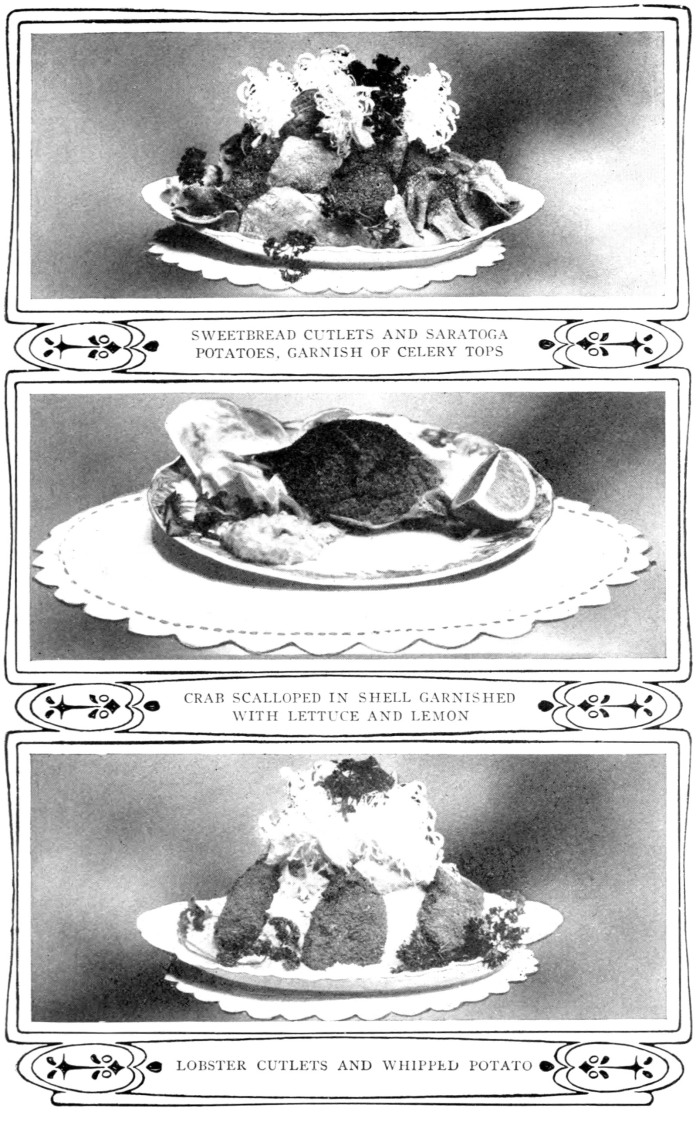 SWEETBREAD CUTLETS AND SARATOGA
POTATOES, GARNISH OF CELERY TOPS
CRAB SCALLOPED IN SHELL GARNISHED
WITH LETTUCE AND LEMON
LOBSTER CUTLETS AND WHIPPED POTATO